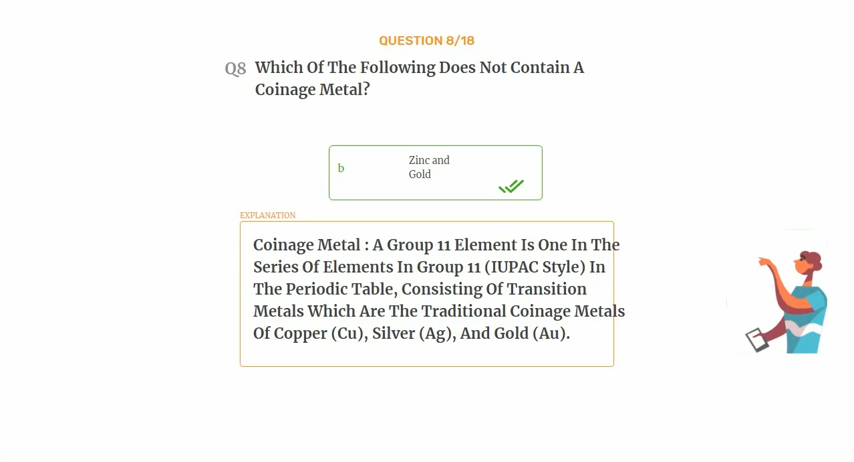 QUESTION 8/18
Q8 Which Of The Following Does Not Contain A
Coinage Metal?
b
Zinc and
Gold
EXPLANATION
Coinage Metal : A Group 11 Element Is One In The
Series Of Elements In Group 11 (IUPAC Style) In
The Periodic Table, Consisting Of Transition
Metals Which Are The Traditional Coinage Metals
Of Copper (Cu), Silver (Ag), And Gold (Au).